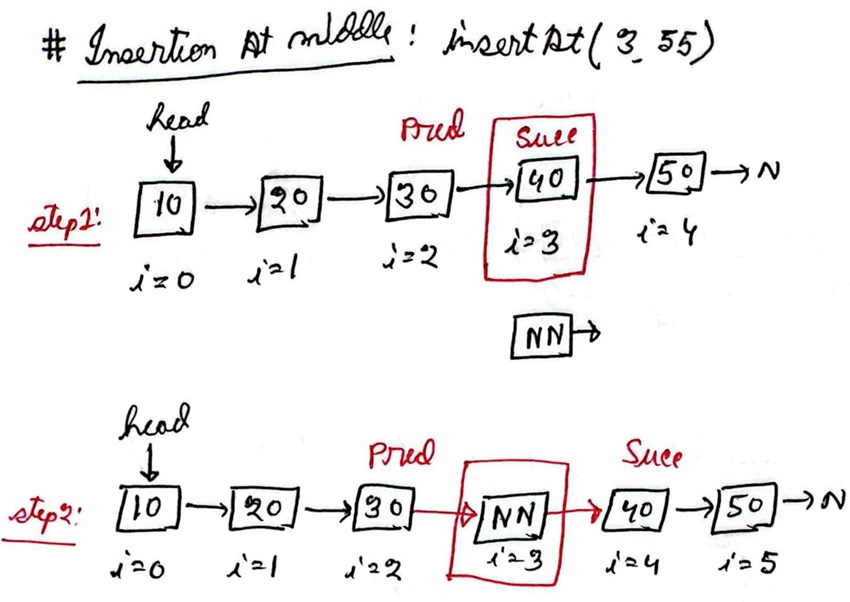 # Insertion At middle : insertAt( 3, 55)
head
Pred Succ
step1: 10 → 20 → 30 → 40 → 50 → N
i=0 i=1 i=2 i=3 i=4
NN →
head
Pred Succ
step2: 10 → 20 → 30 → NN → 40 → 50 → N
i=0 i=1 i=2 i=3 i=4 i=5